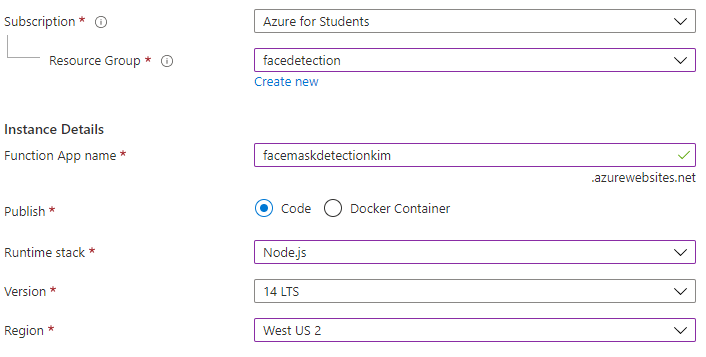 Subscription * Azure for Students
Resource Group * facedetection
Create new
Instance Details
Function App name * facemaskdetectionkim
.azurewebsites.net
Publish * Code Docker Container
Runtime stack * Node.js
Version * 14 LTS
Region * West US 2